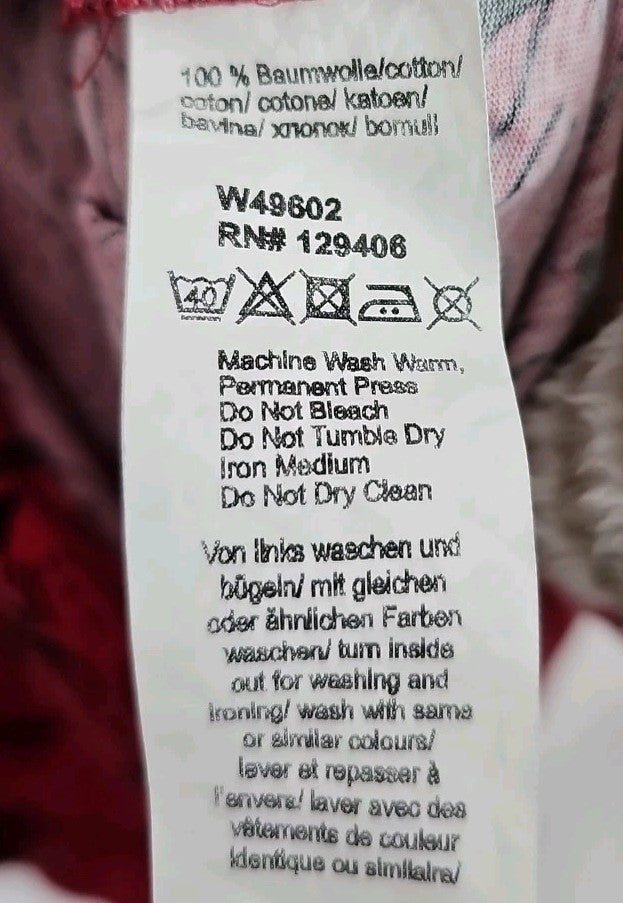 100 % Baumwolle/cotton/
coton/ cotone/ katoen/
bavlna/ хлопок/ bomull
W49602
RN# 129406
40
Machine Wash Warm,
Permanent Press
Do Not Bleach
Do Not Tumble Dry
Iron Medium
Do Not Dry Clean
Von links waschen und
bügeln/ mit gleichen
oder ähnlichen Farben
waschen/ turn inside
out for washing and
ironing/ wash with same
or similar colours/
laver et repasser à
l'envers/ laver avec des
vêtements de couleur
identique ou similaire/